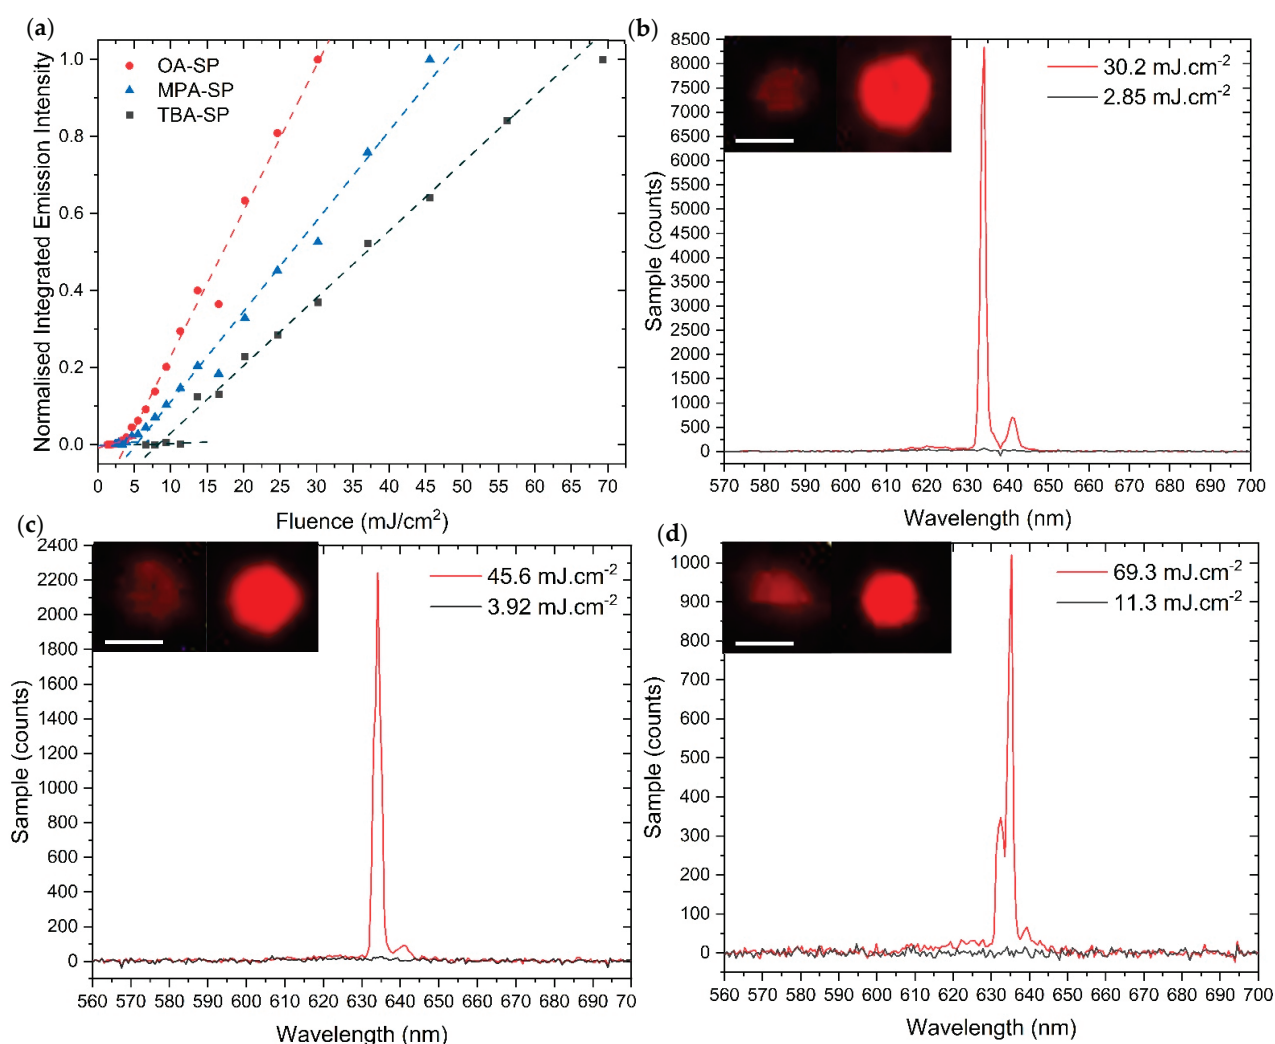 (a)
1.0
0.8
0.6
0.4
0.2
0.0
Normalised Integrated Emission Intensity
OA-SP
MPA-SP
TBA-SP
0 5 10 15 20 25 30 35 40 45 50 55 60 65 70
Fluence (mJ/cm²)
(b)
8500
8000
7500
7000
6500
6000
5500
5000
4500
4000
3500
3000
2500
2000
1500
1000
500
0
Sample (counts)
30.2 mJ.cm⁻²
2.85 mJ.cm⁻²
570 580 590 600 610 620 630 640 650 660 670 680 690 700
Wavelength (nm)
(c)
2400
2200
2000
1800
1600
1400
1200
1000
800
600
400
200
0
Sample (counts)
45.6 mJ.cm⁻²
3.92 mJ.cm⁻²
560 570 580 590 600 610 620 630 640 650 660 670 680 690 70
Wavelength (nm)
(d)
1000
900
800
700
600
500
400
300
200
100
0
Sample (counts)
69.3 mJ.cm⁻²
11.3 mJ.cm⁻²
560 570 580 590 600 610 620 630 640 650 660 670 680 690 700
Wavelength (nm)